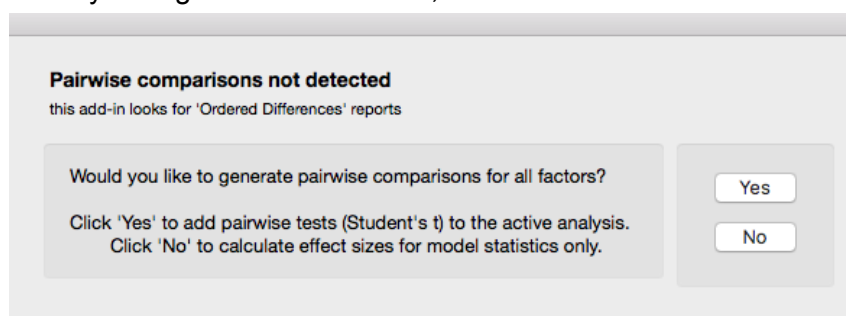 Pairwise comparisons not detected
this add-in looks for 'Ordered Differences' reports
Would you like to generate pairwise comparisons for all factors?
Click 'Yes' to add pairwise tests (Student's t) to the active analysis.
Click 'No' to calculate effect sizes for model statistics only.
Yes
No